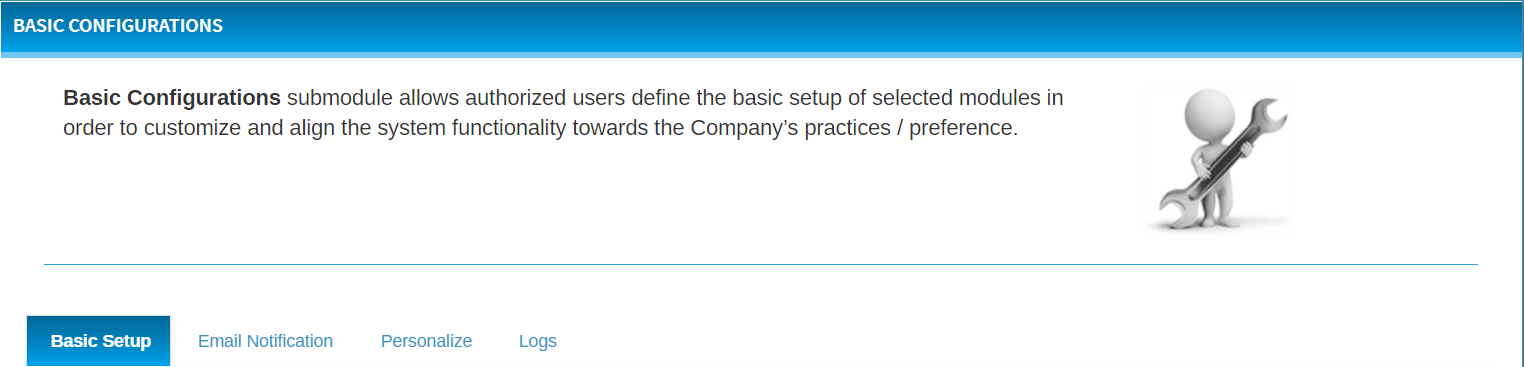 BASIC CONFIGURATIONS
Basic Configurations submodule allows authorized users define the basic setup of selected modules in
order to customize and align the system functionality towards the Company’s practices / preference.
Basic Setup Email Notification Personalize Logs